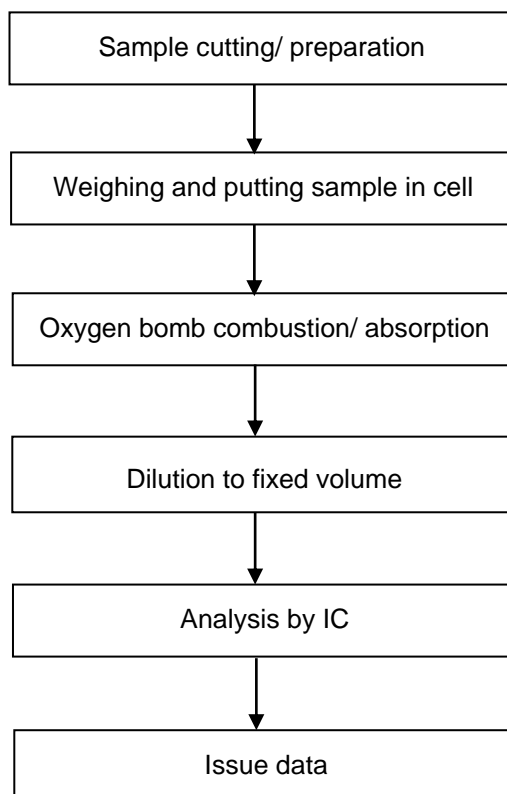 Sample cutting/ preparation
Weighing and putting sample in cell
Oxygen bomb combustion/ absorption
Dilution to fixed volume
Analysis by IC
Issue data